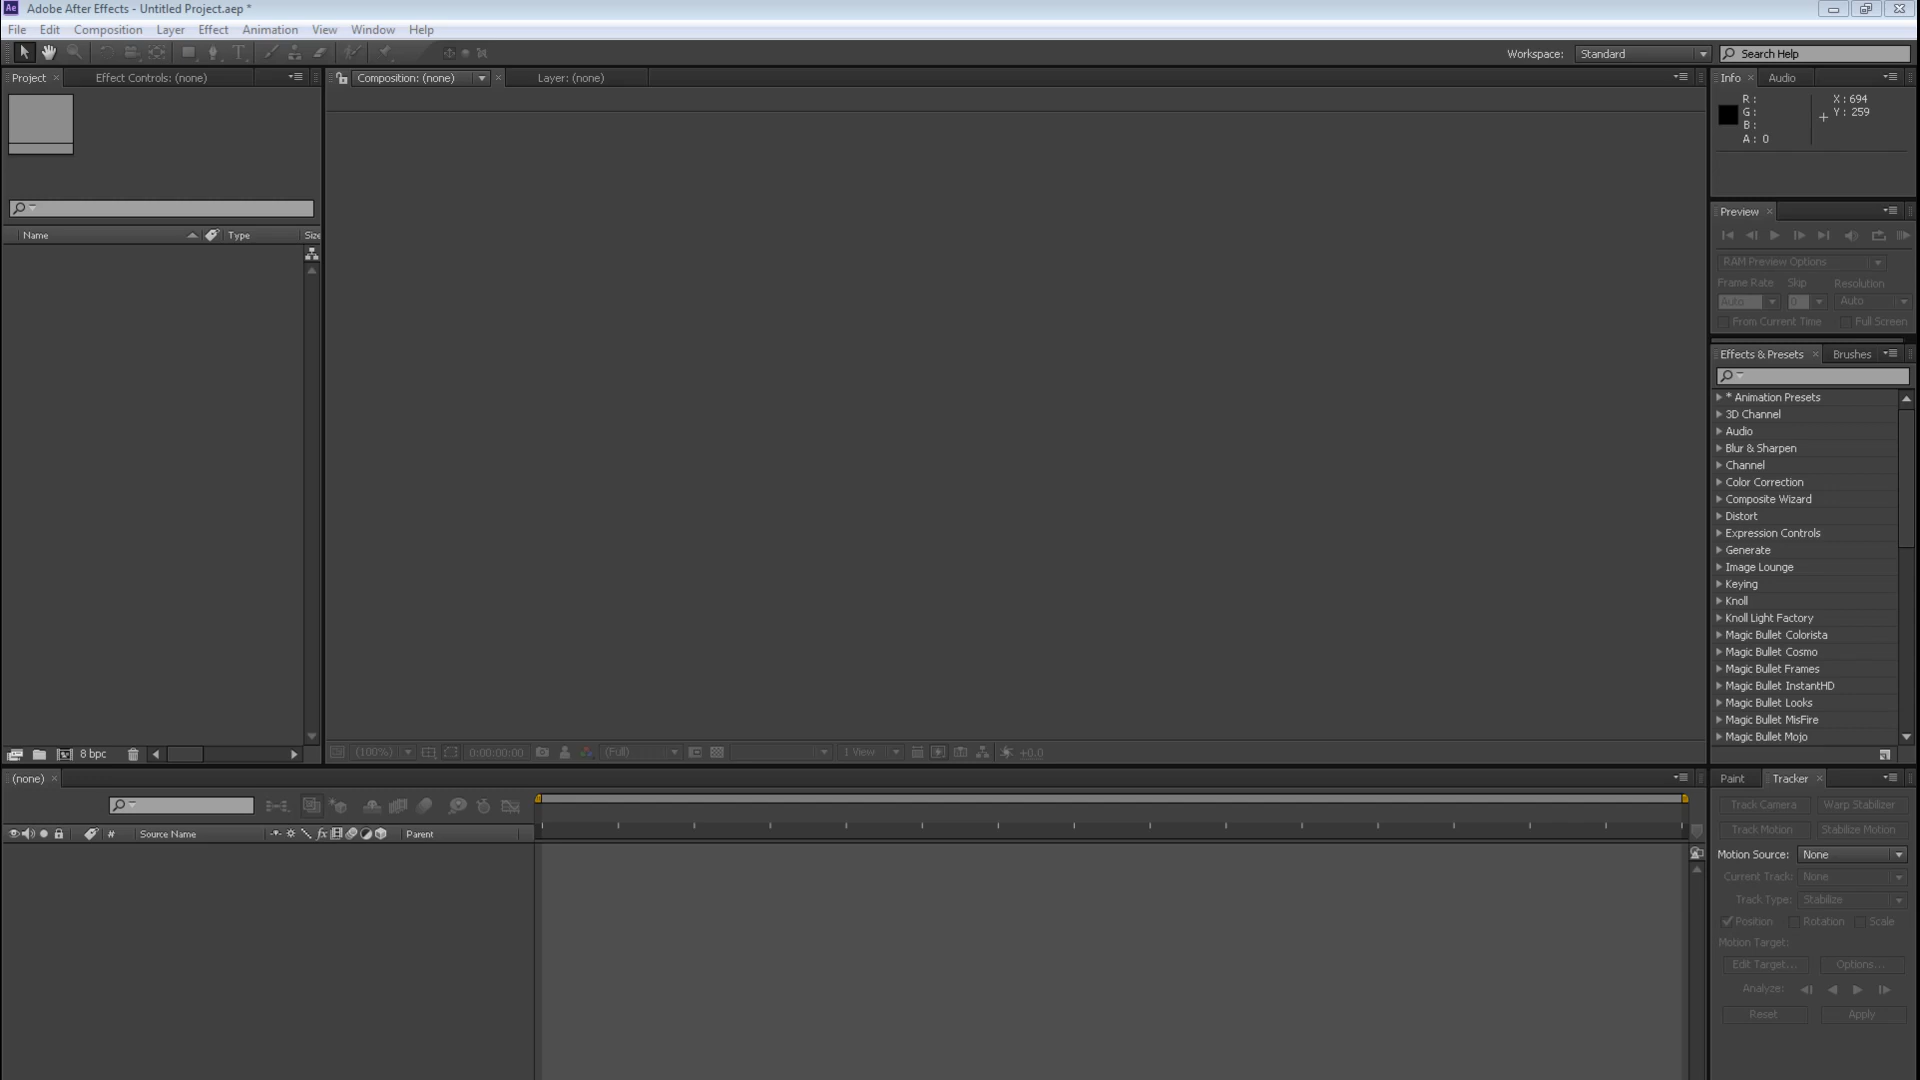 Ae Adobe After Effects - Untitled Project.aep *
File Edit Composition Layer Effect Animation View Window Help
T Workspace: Standard Search Help
Project Effect Controls: (none)
Composition: (none) Layer: (none)
Info Audio
R :
G :
B :
A : 0
X : 694
Y : 259
Name Type Size
Preview
RAM Preview Options
Frame Rate Skip Resolution
Auto 0 Auto
From Current Time Full Screen
Effects & Presets Brushes
* Animation Presets
3D Channel
Audio
Blur & Sharpen
Channel
Color Correction
Composite Wizard
Distort
Expression Controls
Generate
Image Lounge
Keying
Knoll
Knoll Light Factory
Magic Bullet Colorista
Magic Bullet Cosmo
Magic Bullet Frames
Magic Bullet InstantHD
Magic Bullet Looks
Magic Bullet MisFire
Magic Bullet Mojo
8 bpc
(100%) 0:00:00:00 (Full) 1 View +0.0
(none)
# Source Name fx Parent
Paint Tracker
Track Camera Warp Stabilizer
Track Motion Stabilize Motion
Motion Source: None
Current Track: None
Track Type: Stabilize
Position Rotation Scale
Motion Target:
Edit Target... Options...
Analyze:
Reset Apply